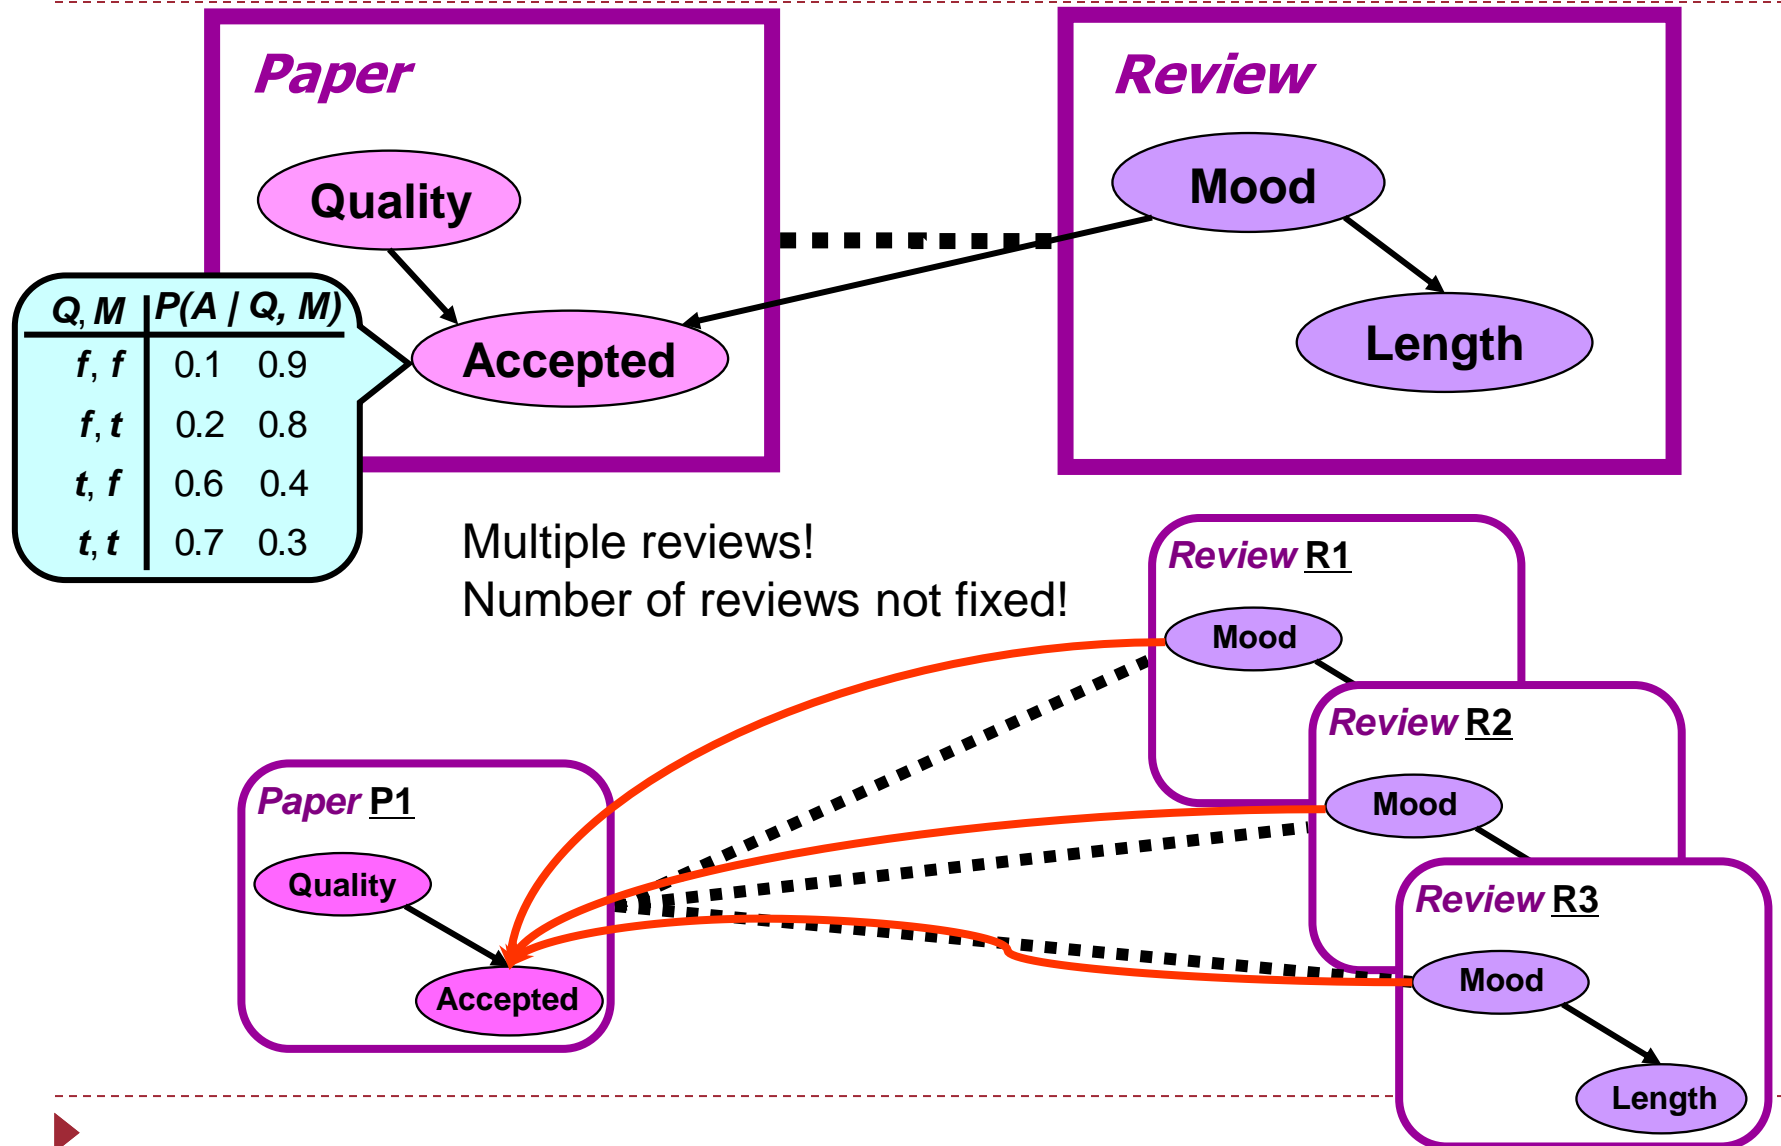 Paper
Review
Quality
Mood
Q, M P(A | Q, M)
f, f 0.1 0.9
f, t 0.2 0.8
t, f 0.6 0.4
t, t 0.7 0.3
Accepted
Length
Multiple reviews!
Number of reviews not fixed!
Review R1
Mood
Review R2
Mood
Paper P1
Quality
Accepted
Review R3
Mood
Length